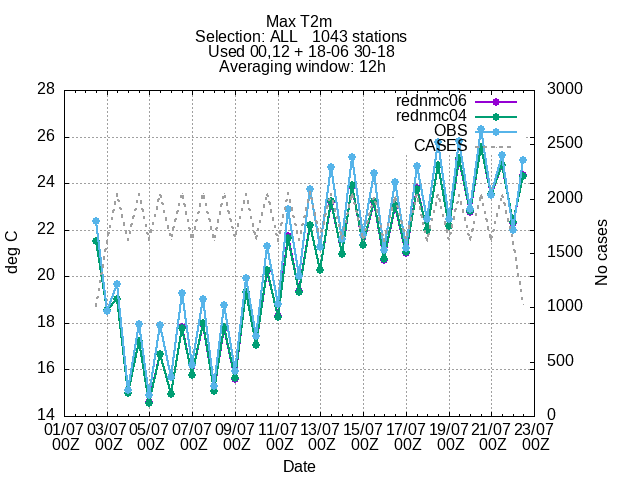 Max T2m
Selection: ALL   1043 stations
Used 00,12 + 18-06 30-18
Averaging window: 12h
28 3000
rednmc06
rednmc04
26 OBS 2500
CASES
24 2000
22
deg C No cases
1500
20
1000
18
16 500
14 0
01/07 03/07 05/07 07/07 09/07 11/07 13/07 15/07 17/07 19/07 21/07 23/07
00Z 00Z 00Z 00Z 00Z 00Z 00Z 00Z 00Z 00Z 00Z 00Z
Date